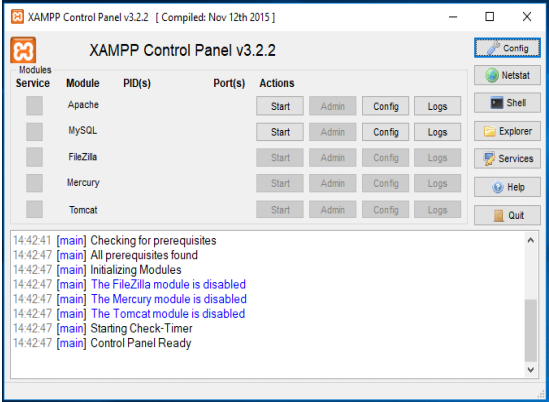 XAMPP Control Panel v3.2.2 [ Compiled: Nov 12th 2015 ]
XAMPP Control Panel v3.2.2
Config
Modules
Service Module PID(s) Port(s) Actions
Netstat
Apache Start Admin Config Logs
Shell
MySQL Start Admin Config Logs
Explorer
FileZilla Start Admin Config Logs
Services
Mercury Start Admin Config Logs
Help
Tomcat Start Admin Config Logs
Quit
14:42:41 [main] Checking for prerequisites
14:42:47 [main] All prerequisites found
14:42:47 [main] Initializing Modules
14:42:47 [main] The FileZilla module is disabled
14:42:47 [main] The Mercury module is disabled
14:42:47 [main] The Tomcat module is disabled
14:42:47 [main] Starting Check-Timer
14:42:47 [main] Control Panel Ready